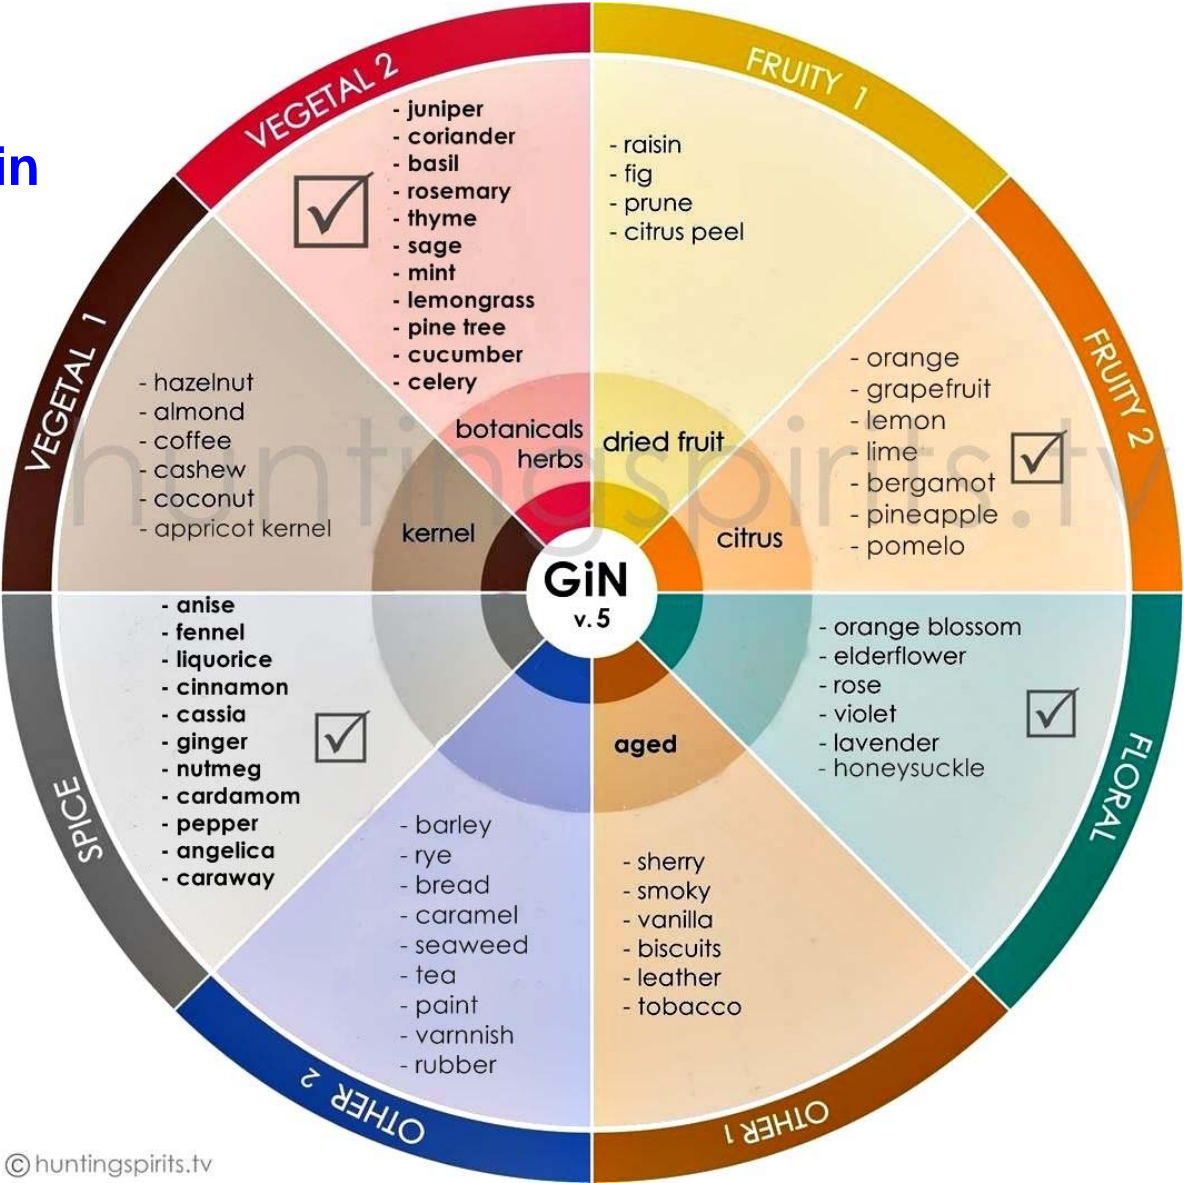 in
VEGETAL 2
- juniper
- coriander
- basil
- rosemary
- thyme
- sage
- mint
- lemongrass
- pine tree
- cucumber
- celery
botanicals
herbs
FRUITY 1
- raisin
- fig
- prune
- citrus peel
dried fruit
FRUITY 2
- orange
- grapefruit
- lemon
- lime
- bergamot
- pineapple
- pomelo
citrus
VEGETAL 1
- hazelnut
- almond
- coffee
- cashew
- coconut
- appricot kernel
kernel
huntingspirits.tv
GiN
v.5
SPICE
- anise
- fennel
- liquorice
- cinnamon
- cassia
- ginger
- nutmeg
- cardamom
- pepper
- angelica
- caraway
FLORAL
- orange blossom
- elderflower
- rose
- violet
- lavender
- honeysuckle
OTHER 2
- barley
- rye
- bread
- caramel
- seaweed
- tea
- paint
- varnnish
- rubber
aged
- sherry
- smoky
- vanilla
- biscuits
- leather
- tobacco
OTHER 1
© huntingspirits.tv